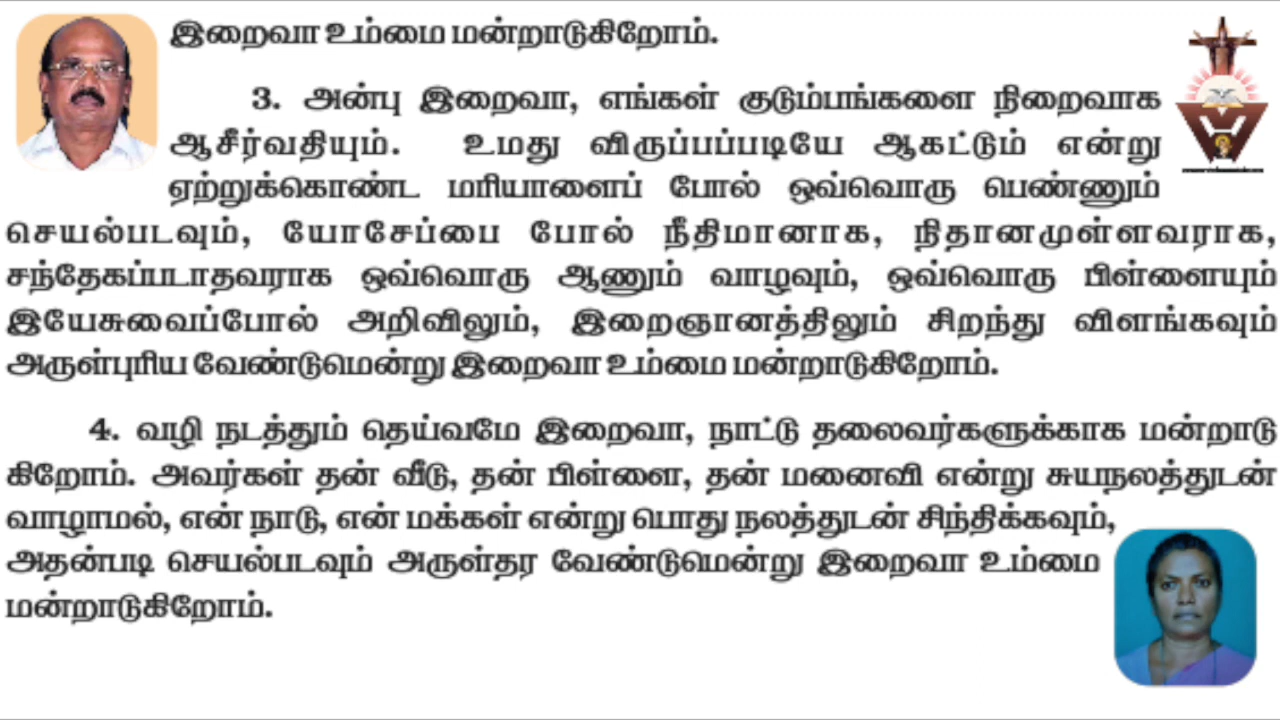 இறைவா உம்மை மன்றாடுகிறோம்.
3. அன்பு இறைவா, எங்கள் குடும்பங்களை நிறைவாக
ஆசீர்வதியும். உமது விருப்பப்படியே ஆகட்டும் என்று
ஏற்றுக்கொண்ட மரியாளைப் போல் ஒவ்வொரு பெண்ணும்
செயல்படவும், யோசேப்பை போல் நீதிமானாக, நிதானமுள்ளவராக,
சந்தேகப்படாதவராக ஒவ்வொரு ஆணும் வாழவும், ஒவ்வொரு பிள்ளையும்
இயேசுவைப்போல் அறிவிலும், இறைஞானத்திலும் சிறந்து விளங்கவும்
அருள்புரிய வேண்டுமென்று இறைவா உம்மை மன்றாடுகிறோம்.
4. வழி நடத்தும் தெய்வமே இறைவா, நாட்டு தலைவர்களுக்காக மன்றாடு
கிறோம். அவர்கள் தன் வீடு, தன் பிள்ளை, தன் மனைவி என்று சுயநலத்துடன்
வாழாமல், என் நாடு, என் மக்கள் என்று பொது நலத்துடன் சிந்திக்கவும்,
அதன்படி செயல்படவும் அருள்தர வேண்டுமென்று இறைவா உம்மை
மன்றாடுகிறோம்.